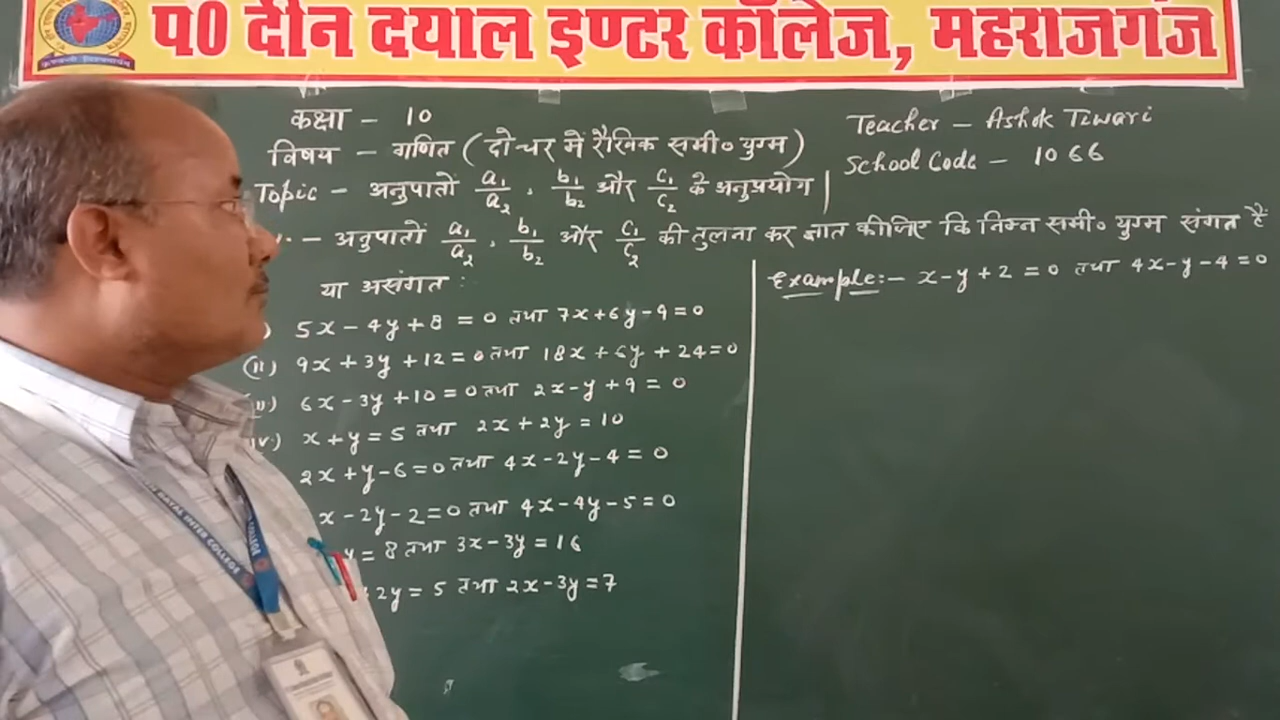 प0 दीन दयाल इण्टर कॉलेज, महराजगंज
कक्षा - 10
विषय - गणित (दो चर में रैखिक समी० युग्म)
Topic - अनुपातों a₁/a₂, b₁/b₂ और c₁/c₂ के अनुप्रयोग|
Teacher - Ashok Tiwari
School Code - 1066
- अनुपातों a₁/a₂, b₁/b₂ और c₁/c₂ की तुलना कर ज्ञात कीजिए कि निम्न समी० युग्म संगत है
या असंगत :
5x - 4y + 8 = 0 तथा 7x + 6y - 9 = 0
(ii) 9x + 3y + 12 = 0 तथा 18x + 6y + 24 = 0
6x - 3y + 10 = 0 तथा 2x - y + 9 = 0
iv.) x + y = 5 तथा 2x + 2y = 10
2x + y - 6 = 0 तथा 4x - 2y - 4 = 0
x - 2y - 2 = 0 तथा 4x - 4y - 5 = 0
y = 8 तथा 3x - 3y = 16
2y = 5 तथा 2x - 3y = 7
Example:- x - y + 2 = 0 तथा 4x - y - 4 = 0